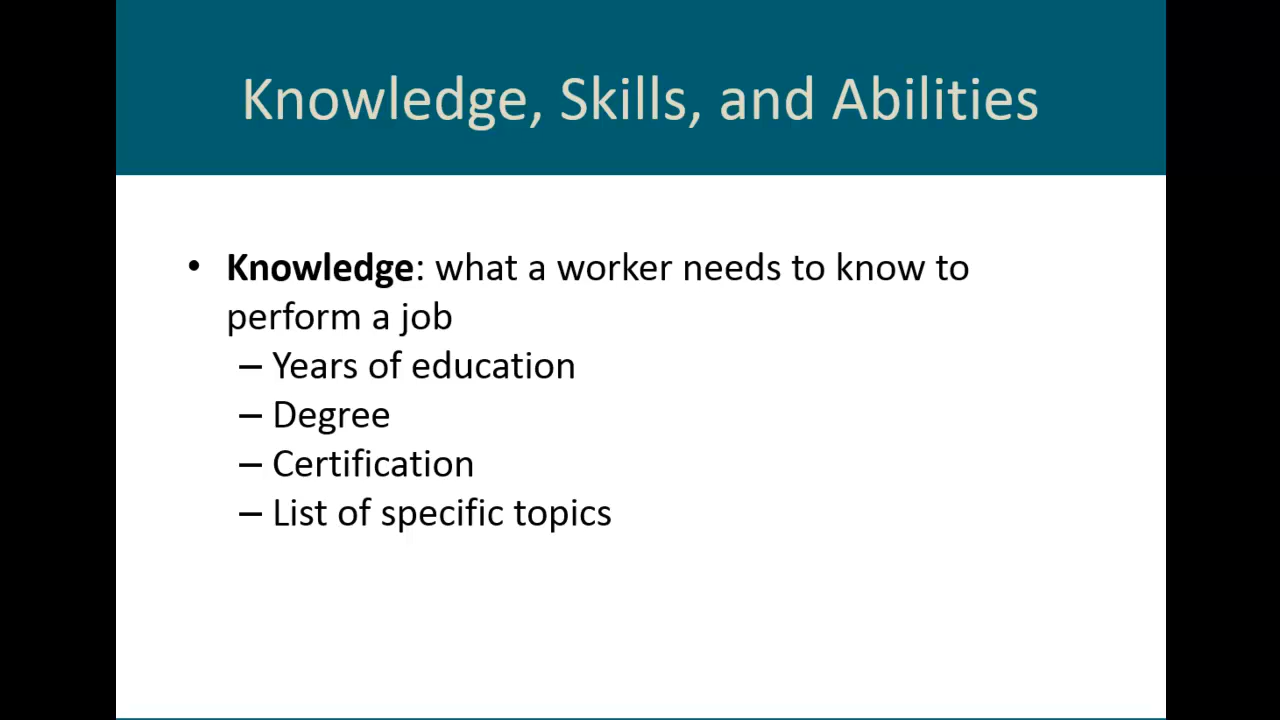 Knowledge, Skills, and Abilities
• Knowledge: what a worker needs to know to
perform a job
– Years of education
– Degree
– Certification
– List of specific topics